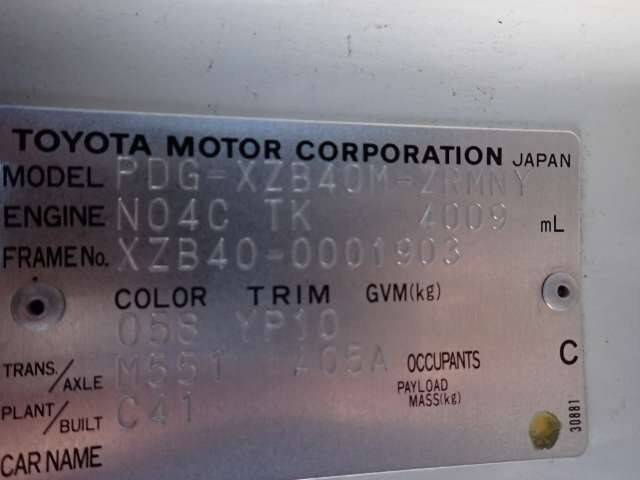 TOYOTA MOTOR CORPORATION JAPAN
MODEL PDG-XZB40M-ZRMNY
ENGINE N04C TK 4009 mL
FRAME No. XZB40-0001903
COLOR TRIM GVM(kg)
058 YP10
TRANS./AXLE M551 A05A OCCUPANTS C
PAYLOAD MASS(kg)
PLANT/BUILT C41
30881
CAR NAME